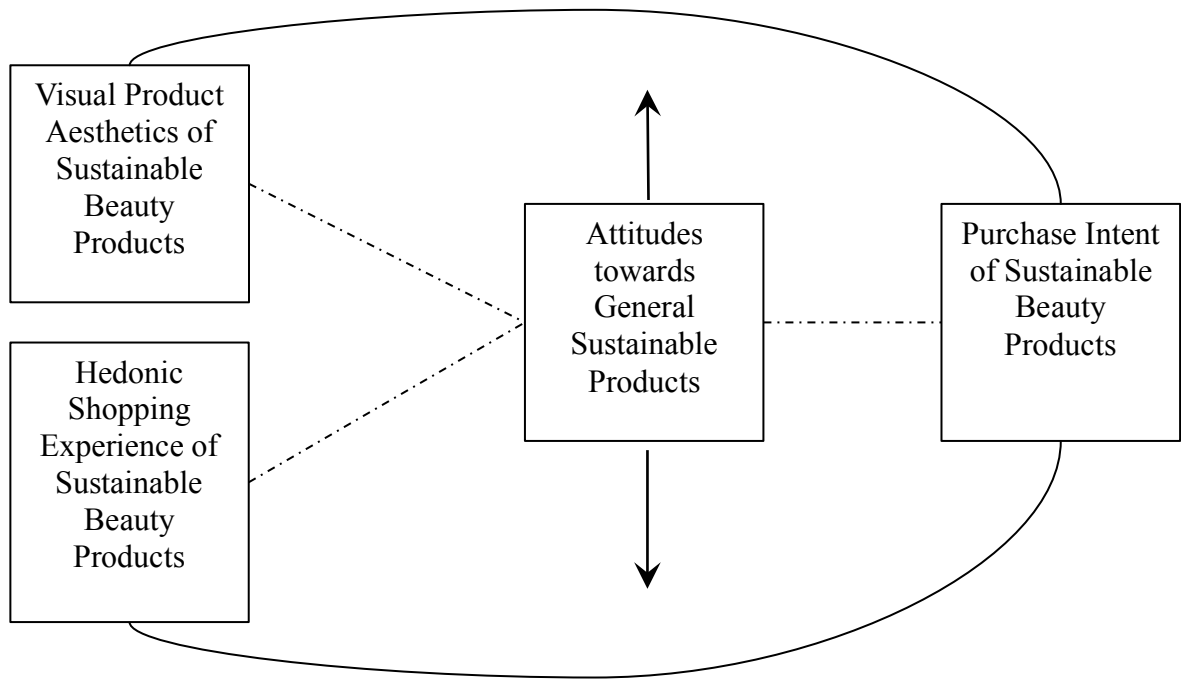 Visual Product
Aesthetics of
Sustainable
Beauty
Products
Hedonic
Shopping
Experience of
Sustainable
Beauty
Products
Attitudes
towards
General
Sustainable
Products
Purchase Intent
of Sustainable
Beauty
Products